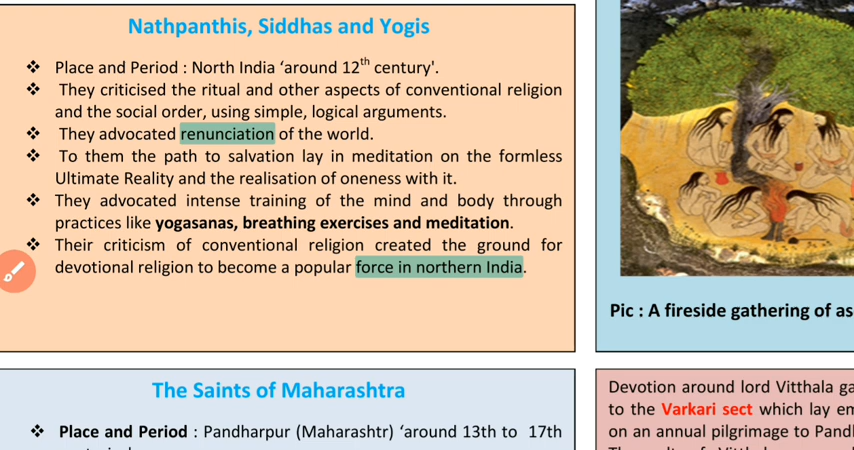 Nathpanthis, Siddhas and Yogis
❖ Place and Period : North India ‘around 12th century'.
❖ They criticised the ritual and other aspects of conventional religion
and the social order, using simple, logical arguments.
❖ They advocated renunciation of the world.
❖ To them the path to salvation lay in meditation on the formless
Ultimate Reality and the realisation of oneness with it.
❖ They advocated intense training of the mind and body through
practices like yogasanas, breathing exercises and meditation.
❖ Their criticism of conventional religion created the ground for
devotional religion to become a popular force in northern India.
Pic : A fireside gathering of as
The Saints of Maharashtra
❖ Place and Period : Pandharpur (Maharashtr) ‘around 13th to 17th
Devotion around lord Vitthala ga
to the Varkari sect which lay em
on an annual pilgrimage to Pandh